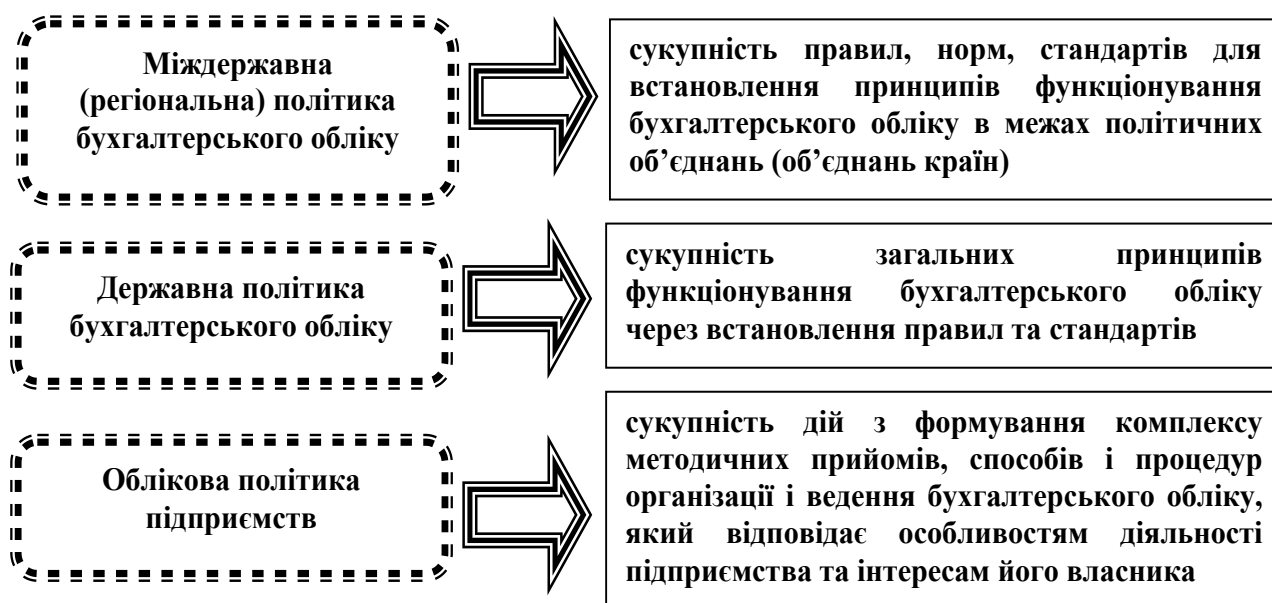 Міждержавна
(регіональна) політика
бухгалтерського обліку
сукупність правил, норм, стандартів для
встановлення принципів функціонування
бухгалтерського обліку в межах політичних
об’єднань (об’єднань країн)
Державна політика
бухгалтерського обліку
сукупність загальних принципів
функціонування бухгалтерського обліку
через встановлення правил та стандартів
Облікова політика
підприємств
сукупність дій з формування комплексу
методичних прийомів, способів і процедур
організації і ведення бухгалтерського обліку,
який відповідає особливостям діяльності
підприємства та інтересам його власника